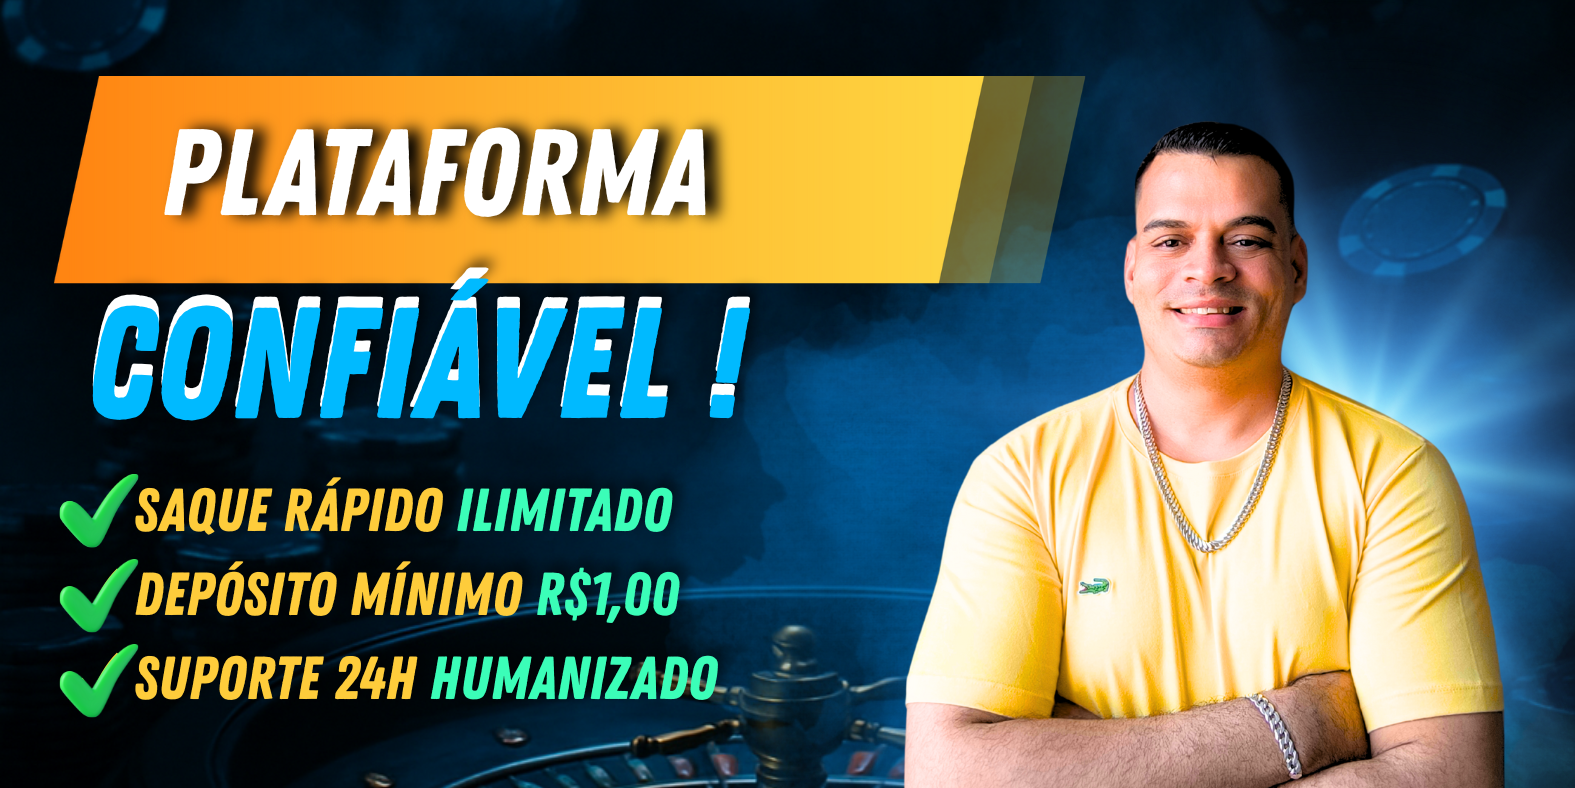 PLATAFORMA
CONFIÁVEL !
SAQUE RÁPIDO ILIMITADO
DEPÓSITO MÍNIMO R$1,00
SUPORTE 24H HUMANIZADO